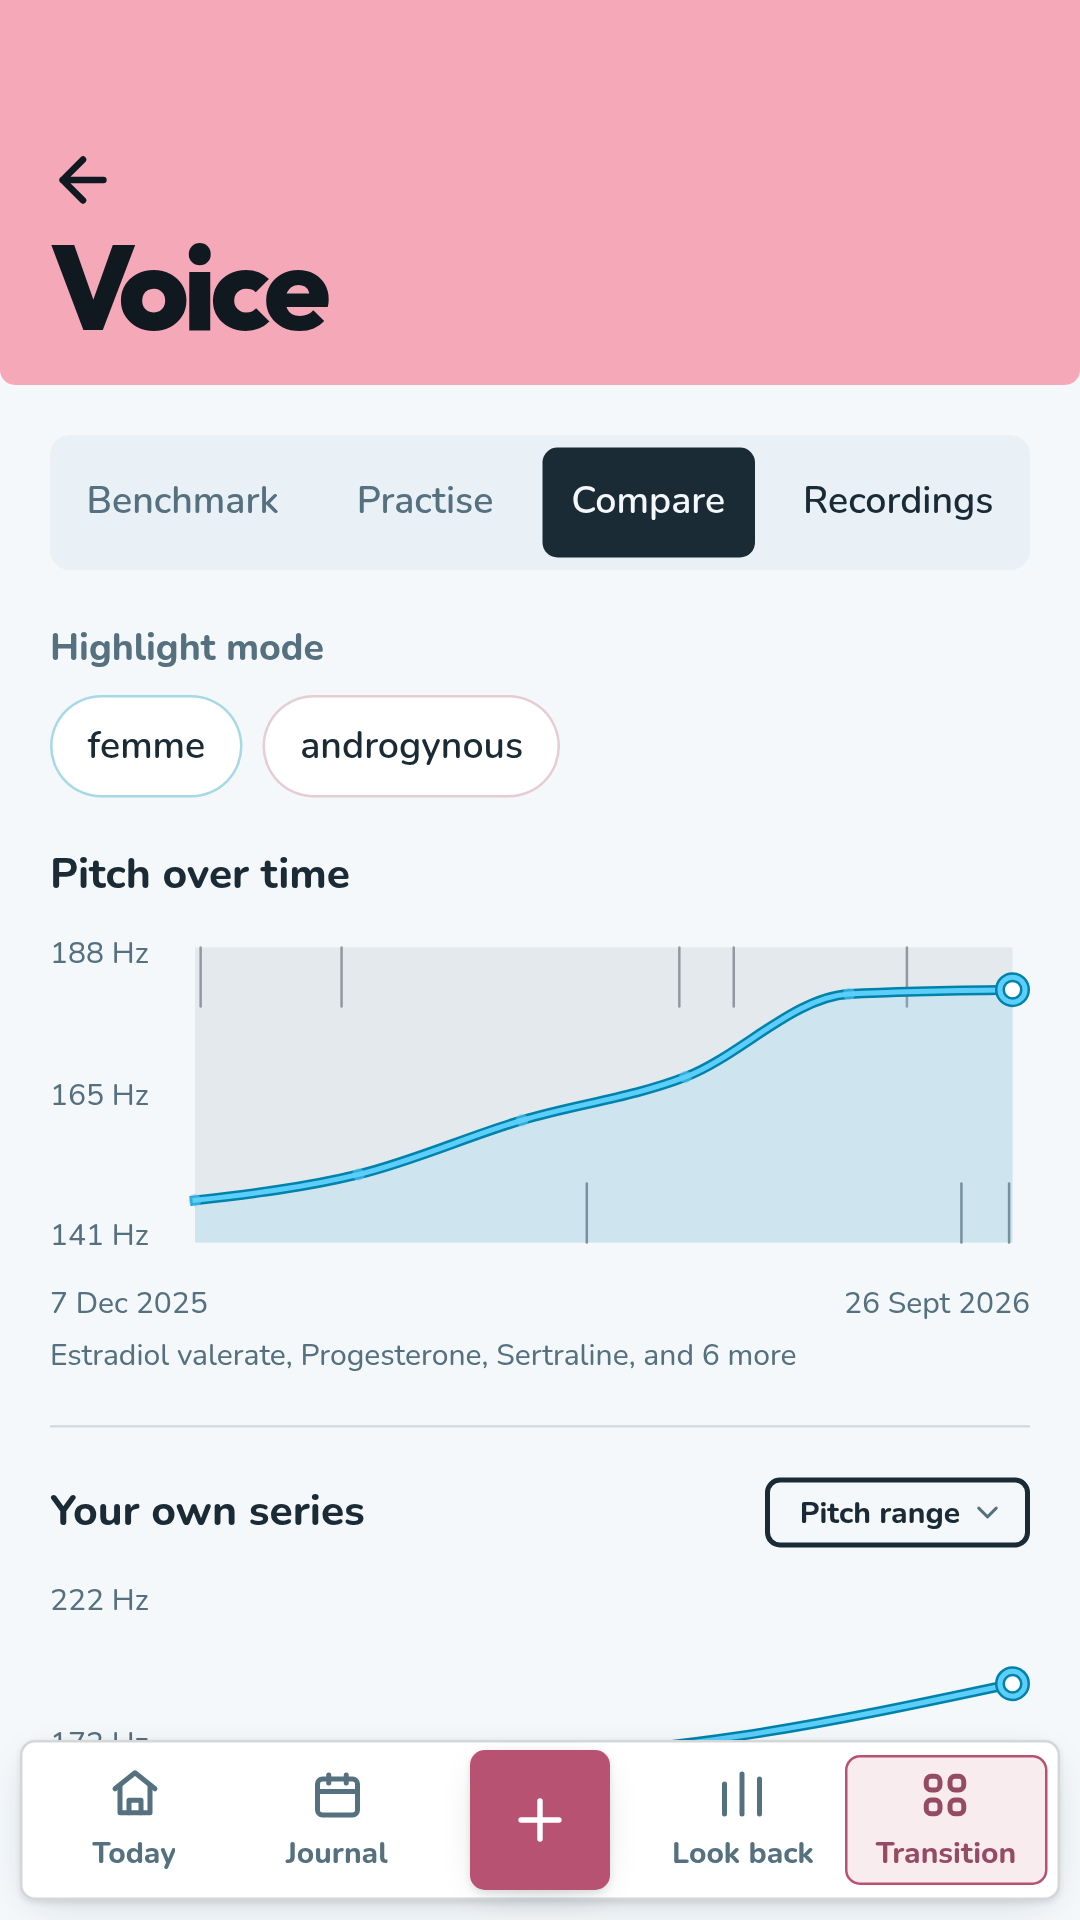 Voice
Benchmark Practise Compare Recordings
Highlight mode
femme androgynous
Pitch over time
188 Hz
165 Hz
141 Hz
7 Dec 2025 26 Sept 2026
Estradiol valerate, Progesterone, Sertraline, and 6 more
Your own series Pitch range
222 Hz
Today Journal Look back Transition